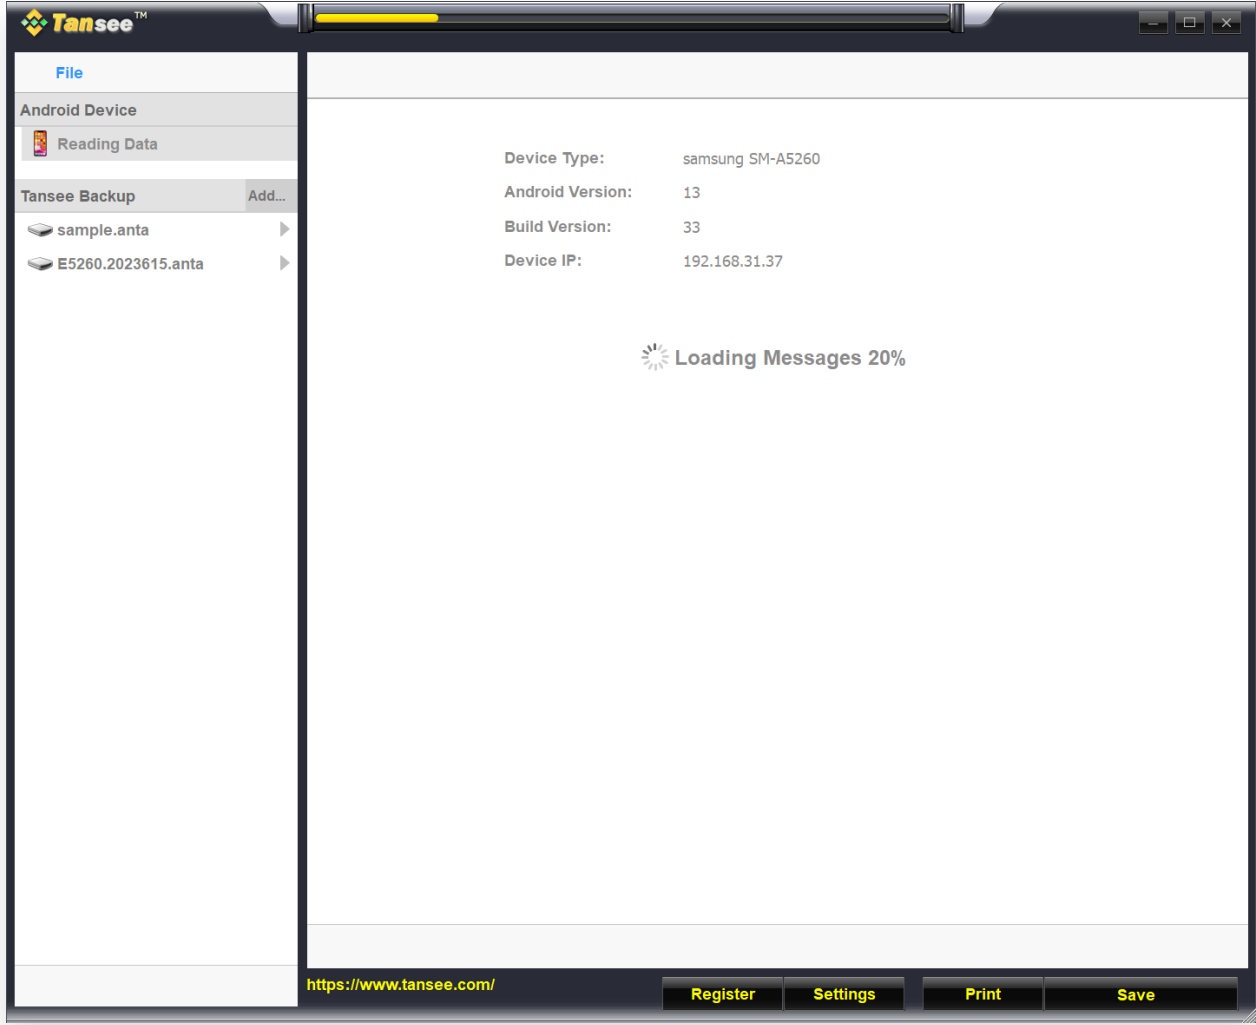 Tansee™
File
Android Device
Reading Data
Tansee Backup Add...
sample.anta
E5260.2023615.anta
Device Type: samsung SM-A5260
Android Version: 13
Build Version: 33
Device IP: 192.168.31.37
Loading Messages 20%
https://www.tansee.com/
Register Settings Print Save